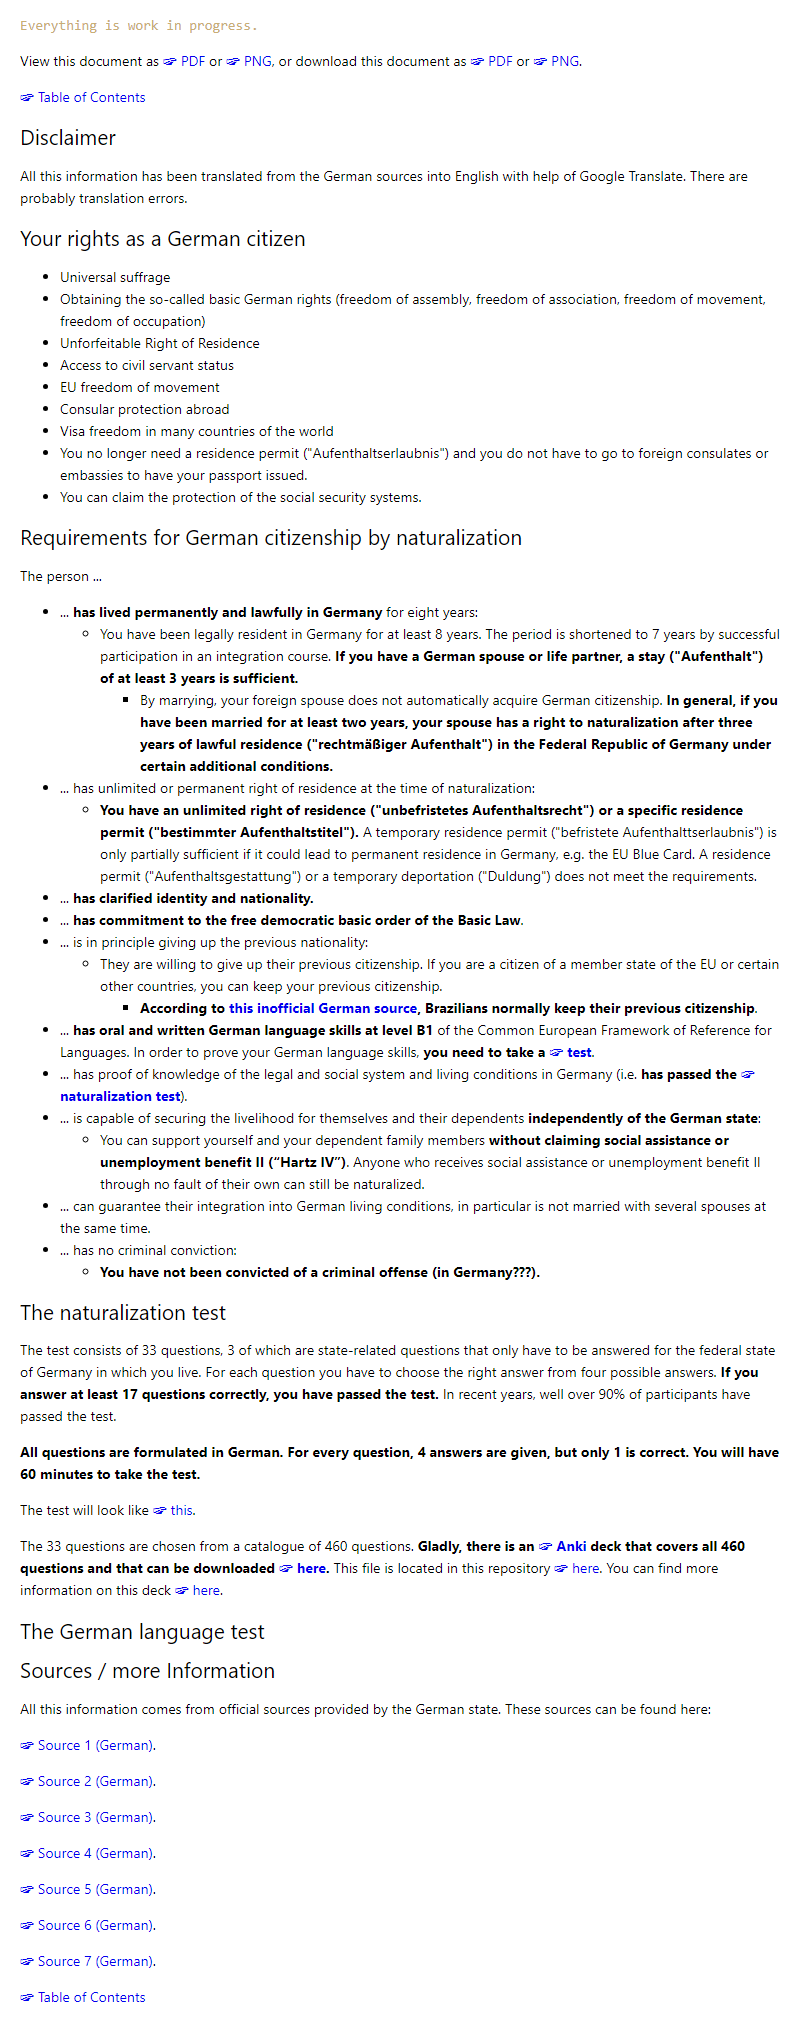 Everything is work in progress.
View this document as ☞ PDF or ☞ PNG, or download this document as ☞ PDF or ☞ PNG.
☞ Table of Contents
Disclaimer
All this information has been translated from the German sources into English with help of Google Translate. There are
probably translation errors.
Your rights as a German citizen
• Universal suffrage
• Obtaining the so-called basic German rights (freedom of assembly, freedom of association, freedom of movement,
freedom of occupation)
• Unforfeitable Right of Residence
• Access to civil servant status
• EU freedom of movement
• Consular protection abroad
• Visa freedom in many countries of the world
• You no longer need a residence permit ("Aufenthaltserlaubnis") and you do not have to go to foreign consulates or
embassies to have your passport issued.
• You can claim the protection of the social security systems.
Requirements for German citizenship by naturalization
The person ...
• ... has lived permanently and lawfully in Germany for eight years:
◦ You have been legally resident in Germany for at least 8 years. The period is shortened to 7 years by successful
participation in an integration course. If you have a German spouse or life partner, a stay ("Aufenthalt")
of at least 3 years is sufficient.
▪ By marrying, your foreign spouse does not automatically acquire German citizenship. In general, if you
have been married for at least two years, your spouse has a right to naturalization after three
years of lawful residence ("rechtmäßiger Aufenthalt") in the Federal Republic of Germany under
certain additional conditions.
• ... has unlimited or permanent right of residence at the time of naturalization:
◦ You have an unlimited right of residence ("unbefristetes Aufenthaltsrecht") or a specific residence
permit ("bestimmter Aufenthaltstitel"). A temporary residence permit ("befristete Aufenthalttserlaubnis") is
only partially sufficient if it could lead to permanent residence in Germany, e.g. the EU Blue Card. A residence
permit ("Aufenthaltsgestattung") or a temporary deportation ("Duldung") does not meet the requirements.
• ... has clarified identity and nationality.
• ... has commitment to the free democratic basic order of the Basic Law.
• ... is in principle giving up the previous nationality:
◦ They are willing to give up their previous citizenship. If you are a citizen of a member state of the EU or certain
other countries, you can keep your previous citizenship.
▪ According to this inofficial German source, Brazilians normally keep their previous citizenship.
• ... has oral and written German language skills at level B1 of the Common European Framework of Reference for
Languages. In order to prove your German language skills, you need to take a ☞ test.
• ... has proof of knowledge of the legal and social system and living conditions in Germany (i.e. has passed the ☞
naturalization test).
• ... is capable of securing the livelihood for themselves and their dependents independently of the German state:
◦ You can support yourself and your dependent family members without claiming social assistance or
unemployment benefit II (“Hartz IV”). Anyone who receives social assistance or unemployment benefit II
through no fault of their own can still be naturalized.
• ... can guarantee their integration into German living conditions, in particular is not married with several spouses at
the same time.
• ... has no criminal conviction:
◦ You have not been convicted of a criminal offense (in Germany???).
The naturalization test
The test consists of 33 questions, 3 of which are state-related questions that only have to be answered for the federal state
of Germany in which you live. For each question you have to choose the right answer from four possible answers. If you
answer at least 17 questions correctly, you have passed the test. In recent years, well over 90% of participants have
passed the test.
All questions are formulated in German. For every question, 4 answers are given, but only 1 is correct. You will have
60 minutes to take the test.
The test will look like ☞ this.
The 33 questions are chosen from a catalogue of 460 questions. Gladly, there is an ☞ Anki deck that covers all 460
questions and that can be downloaded ☞ here. This file is located in this repository ☞ here. You can find more
information on this deck ☞ here.
The German language test
Sources / more Information
All this information comes from official sources provided by the German state. These sources can be found here:
☞ Source 1 (German).
☞ Source 2 (German).
☞ Source 3 (German).
☞ Source 4 (German).
☞ Source 5 (German).
☞ Source 6 (German).
☞ Source 7 (German).
☞ Table of Contents